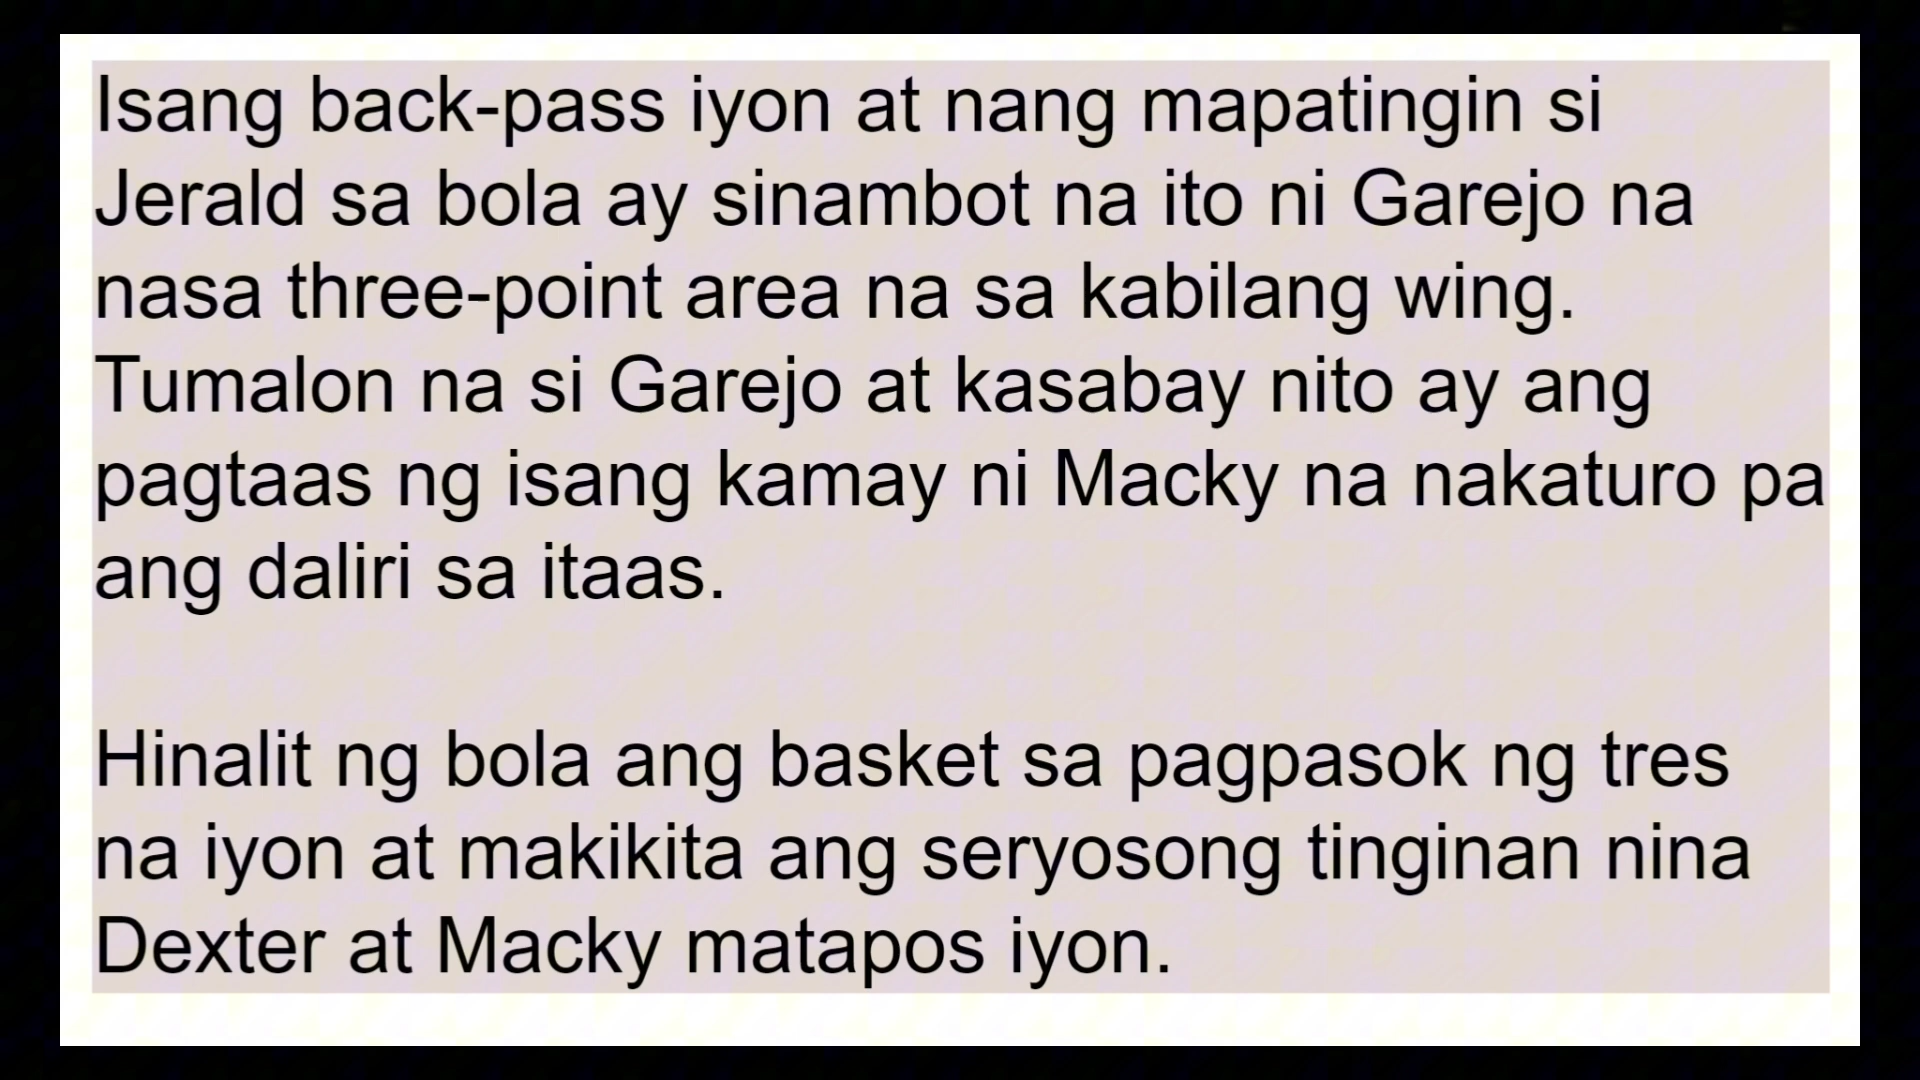 Isang back-pass iyon at nang mapatingin si
Jerald sa bola ay sinambot na ito ni Garejo na
nasa three-point area na sa kabilang wing.
Tumalon na si Garejo at kasabay nito ay ang
pagtaas ng isang kamay ni Macky na nakaturo pa
ang daliri sa itaas.
Hinalit ng bola ang basket sa pagpasok ng tres
na iyon at makikita ang seryosong tinginan nina
Dexter at Macky matapos iyon.